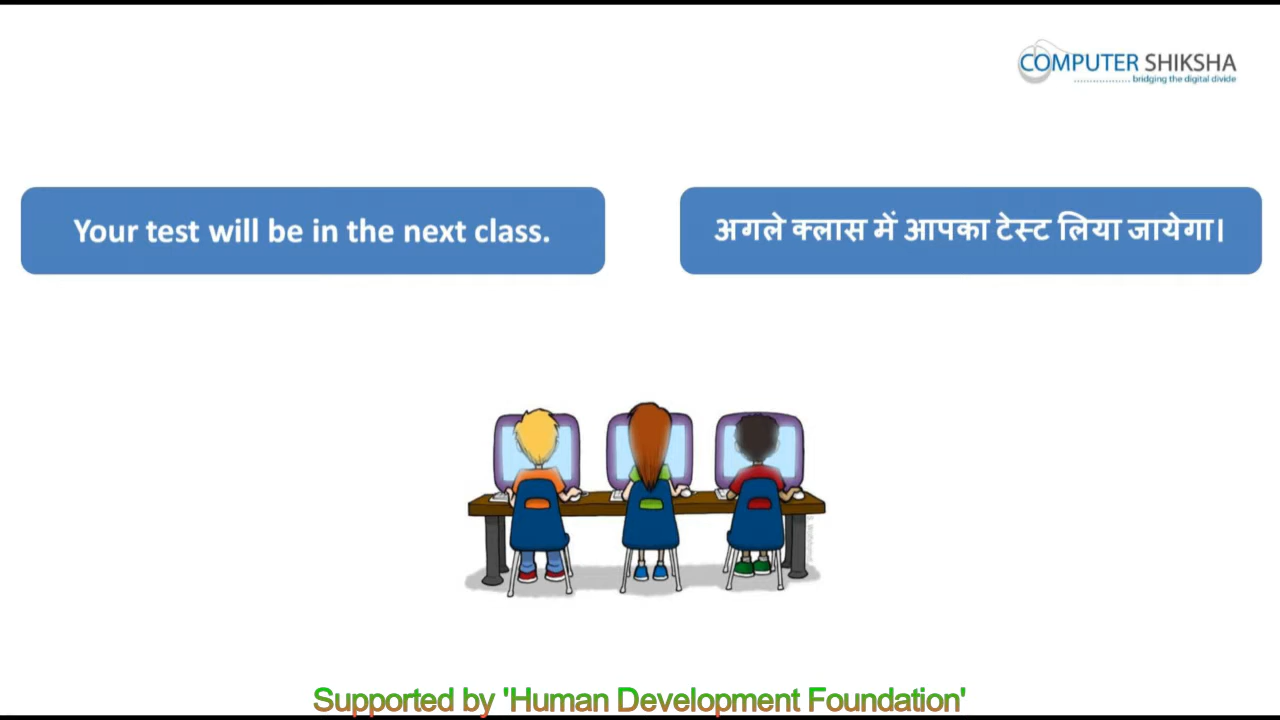 COMPUTER SHIKSHA
bridging the digital divide
Your test will be in the next class.
अगले क्लास में आपका टेस्ट लिया जायेगा।
Supported by 'Human Development Foundation'